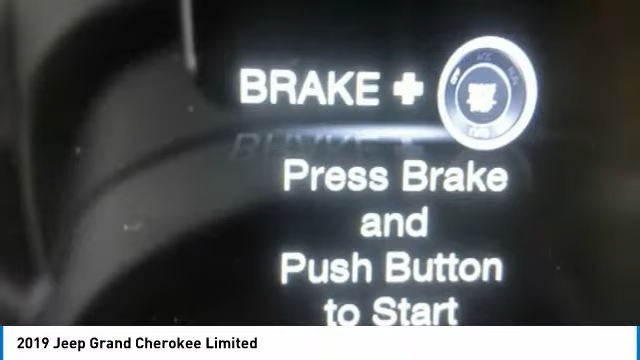 BRAKE +
Press Brake
and
Push Button
to Start
2019 Jeep Grand Cherokee Limited